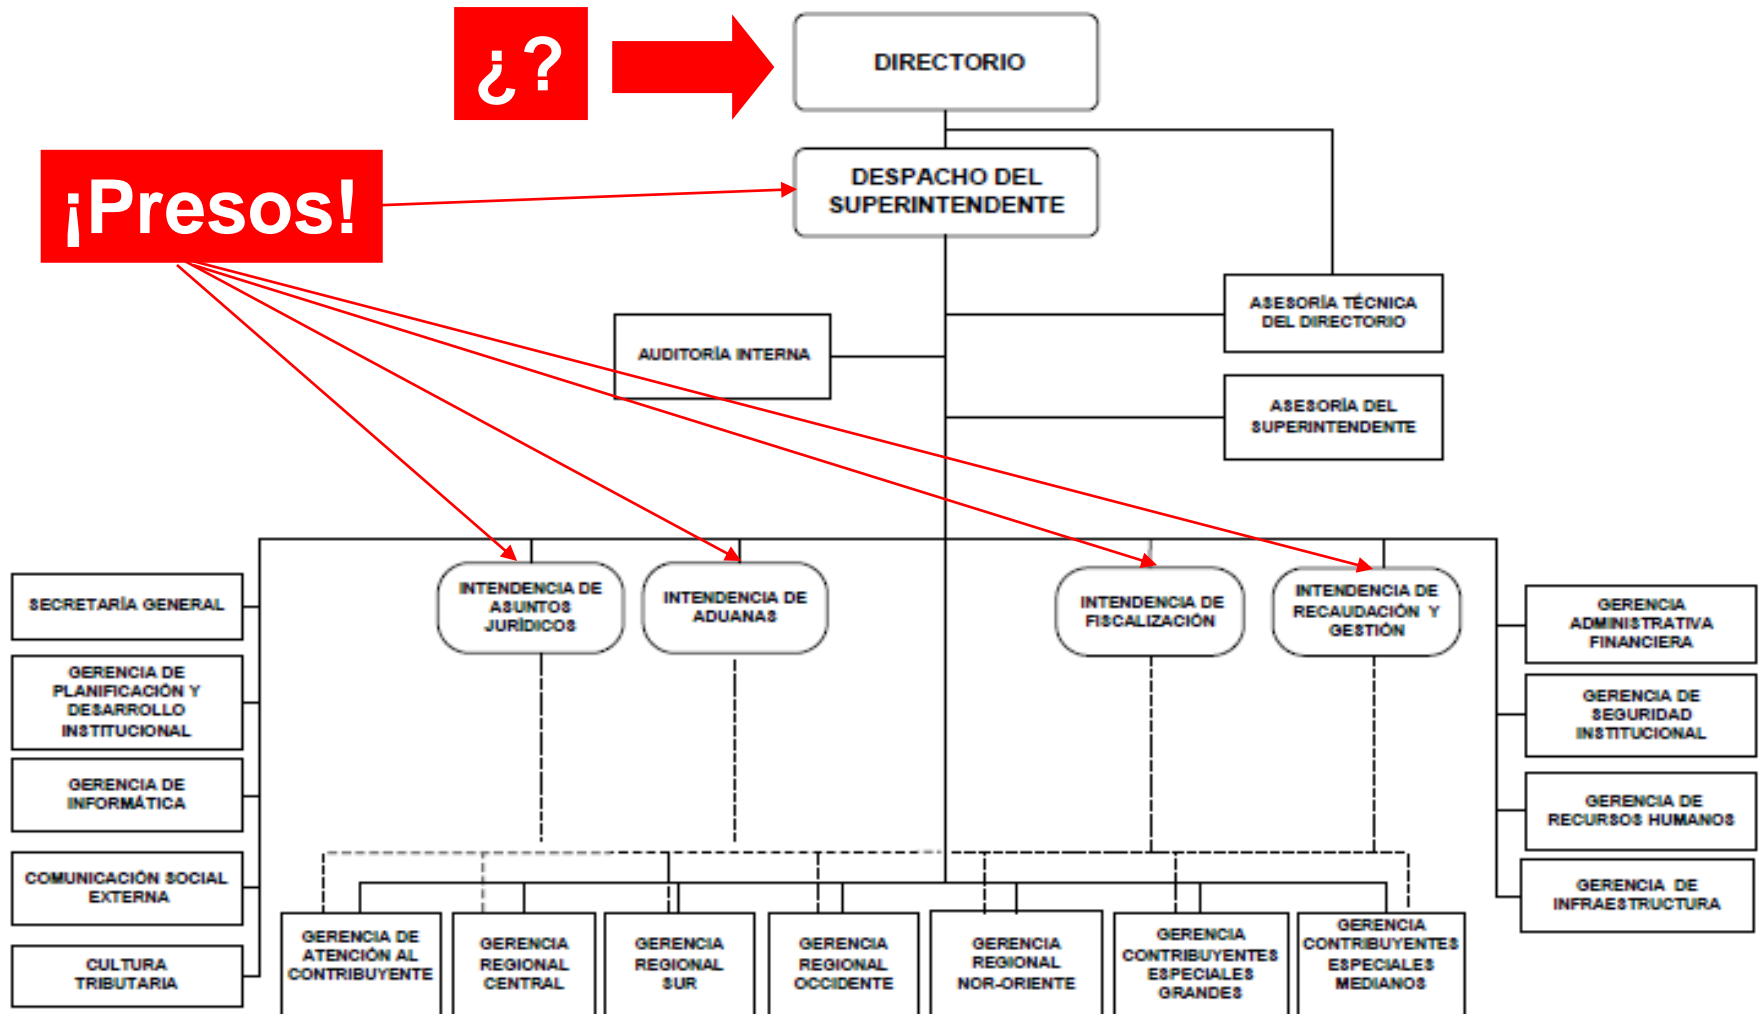 ¿?
DIRECTORIO
¡Presos!
DESPACHO DEL
SUPERINTENDENTE
ASESORÍA TÉCNICA
DEL DIRECTORIO
AUDITORÍA INTERNA
ASESORÍA DEL
SUPERINTENDENTE
INTENDENCIA DE
ASUNTOS
JURÍDICOS
INTENDENCIA DE
ADUANAS
INTENDENCIA DE
FISCALIZACIÓN
INTENDENCIA DE
RECAUDACIÓN Y
GESTIÓN
SECRETARÍA GENERAL
GERENCIA DE
PLANIFICACIÓN Y
DESARROLLO
INSTITUCIONAL
GERENCIA DE
INFORMÁTICA
COMUNICACIÓN SOCIAL
EXTERNA
CULTURA
TRIBUTARIA
GERENCIA
ADMINISTRATIVA
FINANCIERA
GERENCIA DE
SEGURIDAD
INSTITUCIONAL
GERENCIA DE
RECURSOS HUMANOS
GERENCIA DE
INFRAESTRUCTURA
GERENCIA DE
ATENCIÓN AL
CONTRIBUYENTE
GERENCIA
REGIONAL
CENTRAL
GERENCIA
REGIONAL
SUR
GERENCIA
REGIONAL
OCCIDENTE
GERENCIA
REGIONAL
NOR-ORIENTE
GERENCIA
CONTRIBUYENTES
ESPECIALES
GRANDES
GERENCIA
CONTRIBUYENTES
ESPECIALES
MEDIANOS